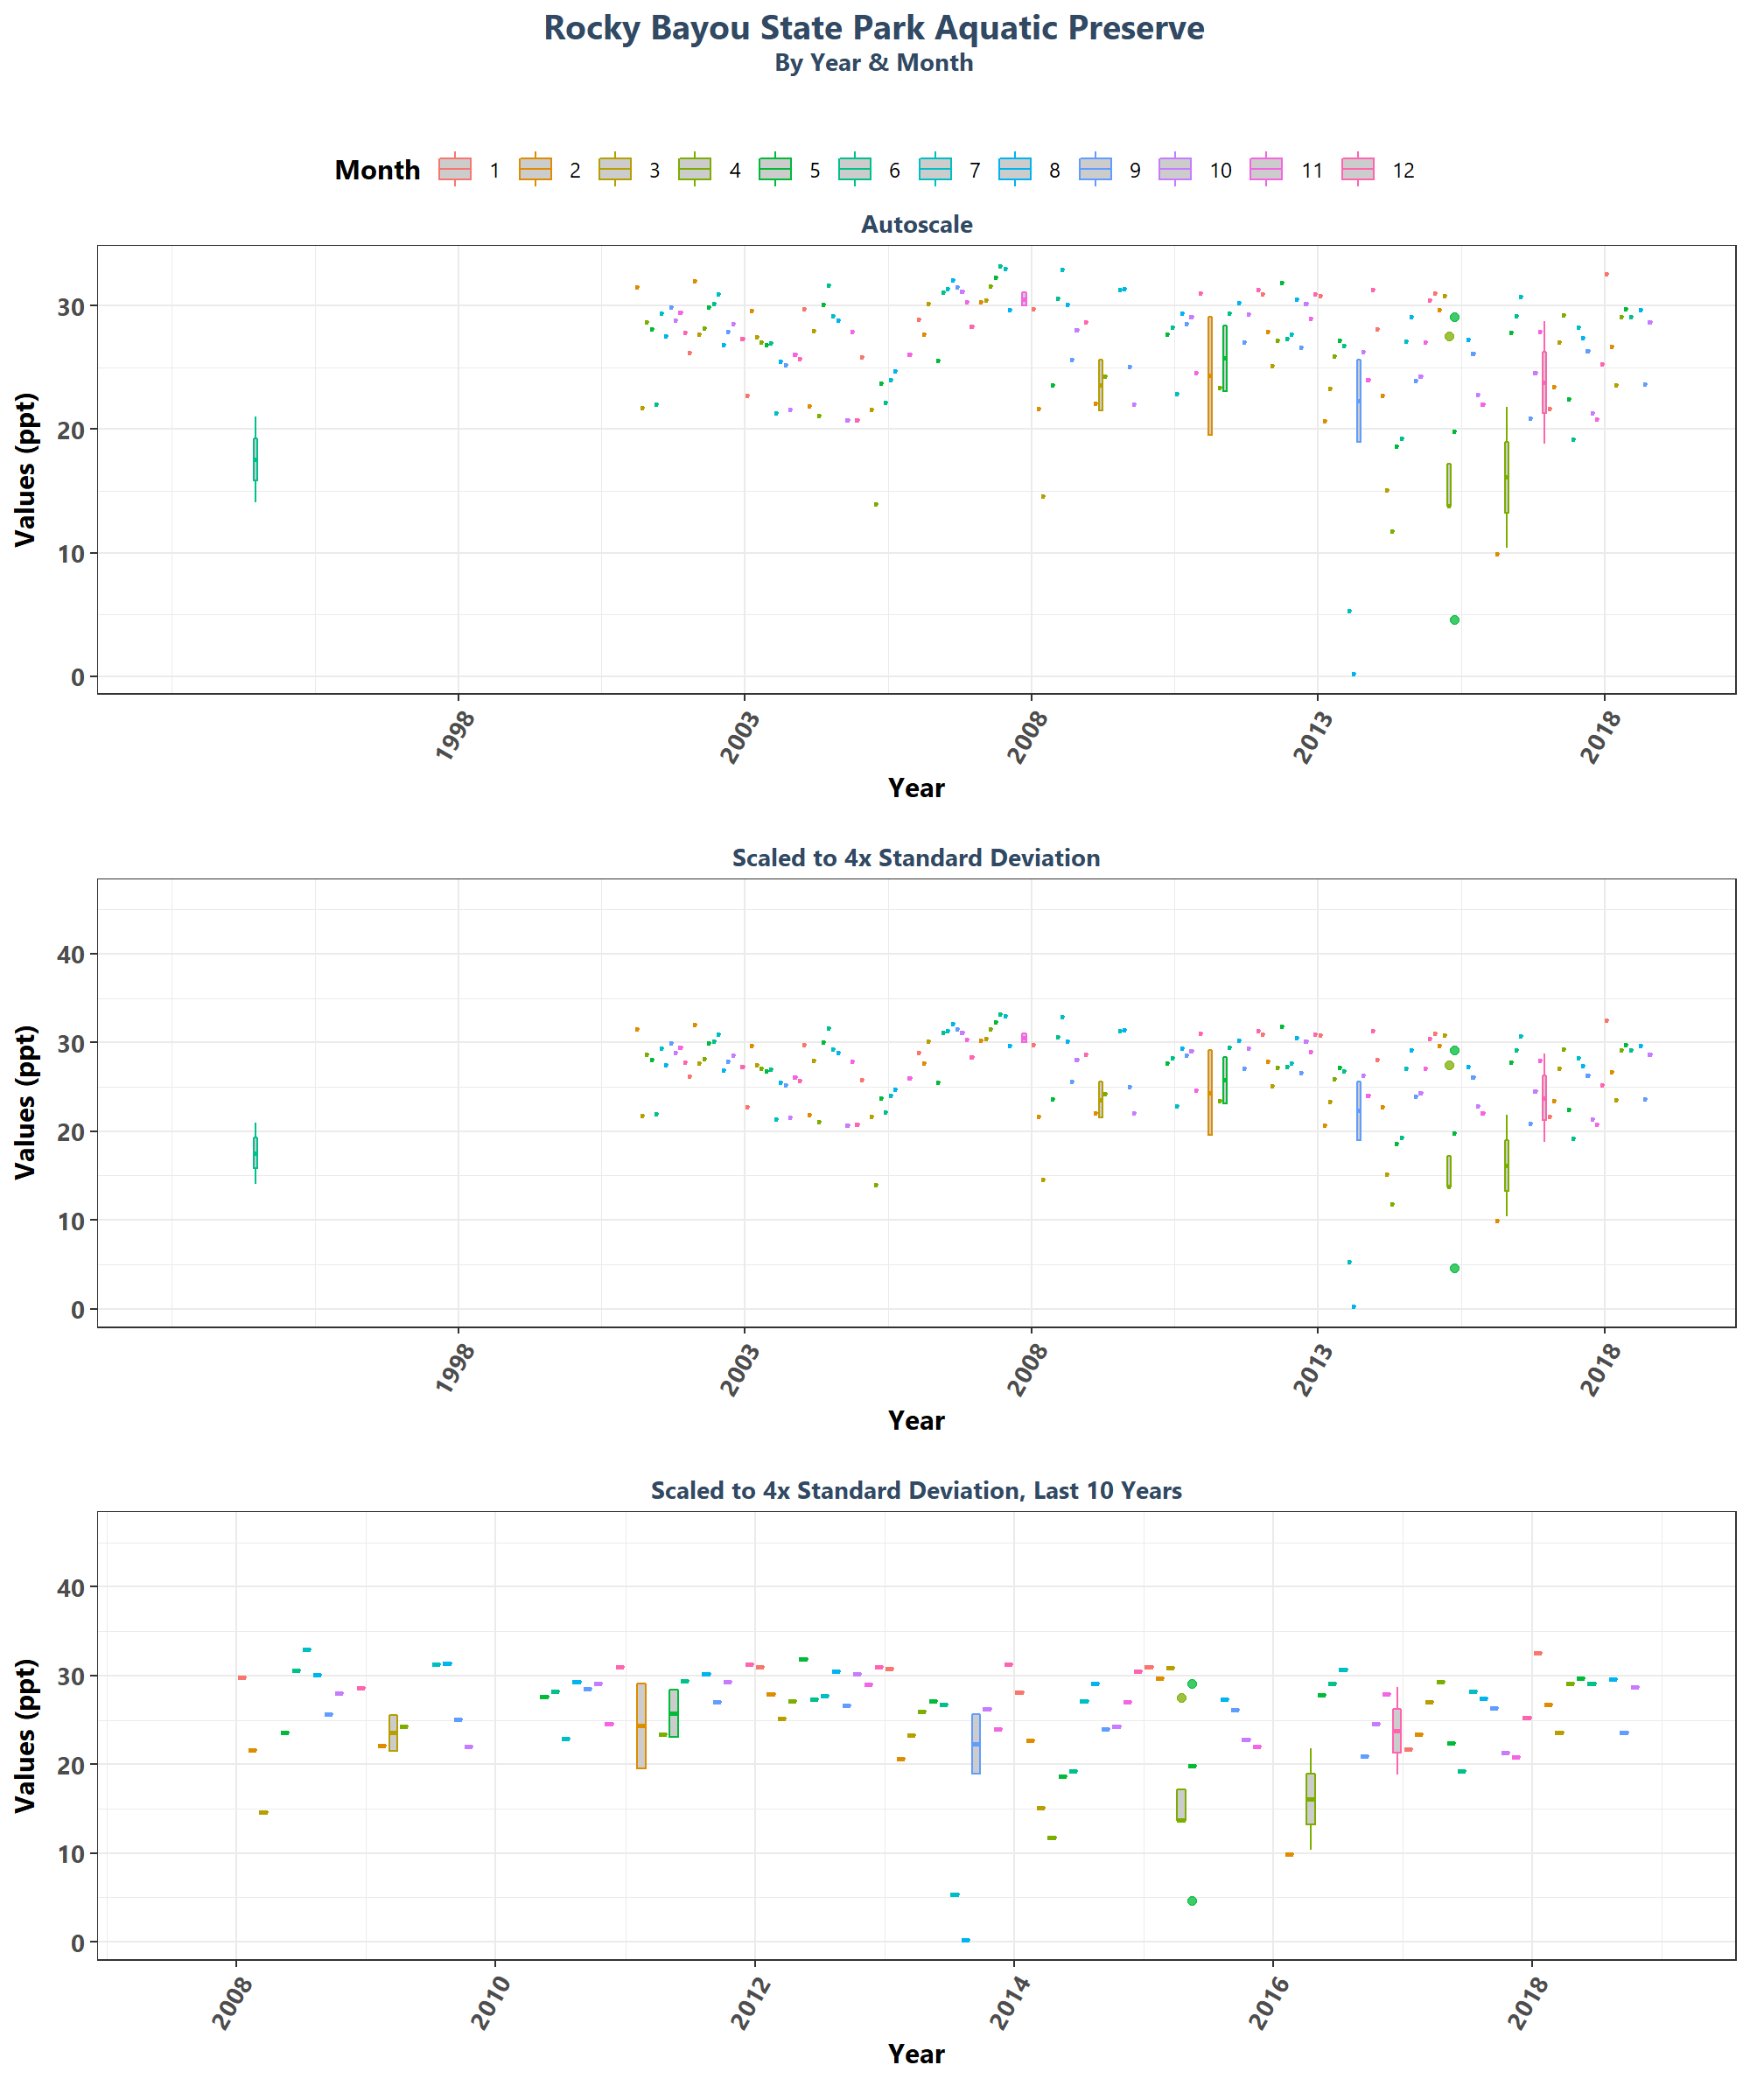 Rocky Bayou State Park Aquatic Preserve
By Year & Month
Month 1 2 3 4 5 6 7 8 9 10 11 12
Autoscale
Values (ppt)
30
20
10
0
1998 2003 2008 2013 2018
Year
Scaled to 4x Standard Deviation
Values (ppt)
40
30
20
10
0
1998 2003 2008 2013 2018
Year
Scaled to 4x Standard Deviation, Last 10 Years
Values (ppt)
40
30
20
10
0
2008 2010 2012 2014 2016 2018
Year